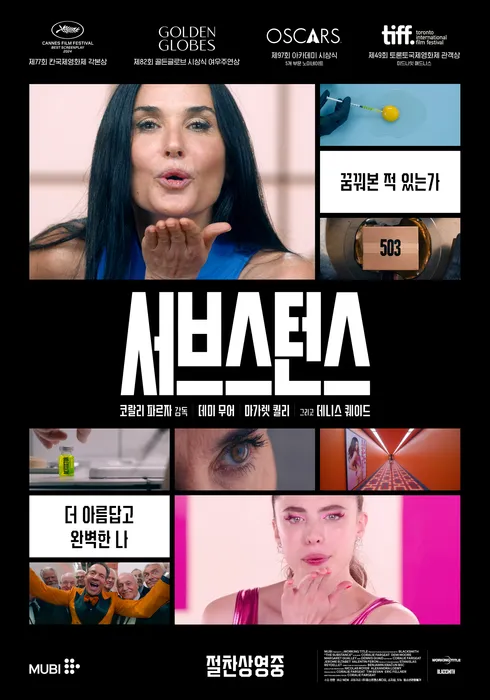 CANNES FILM FESTIVAL
BEST SCREENPLAY
2024
제77회 칸국제영화제 각본상
GOLDEN
GLOBES
제82회 골든글로브 시상식 여우주연상
OSCARS
제97회 아카데미 시상식
5개 부문 노미네이트
tiff.
toronto
international
film festival
제49회 토론토국제영화제 관객상
미드나잇 매드니스
꿈꿔본 적 있는가
503
서브스턴스
코랄리 파르자 감독 데미 무어 마가렛 퀄리 그리고 데니스 퀘이드
더 아름답고
완벽한 나
MUBI
절찬상영중
WORKING TITLE
BLACKSMITH